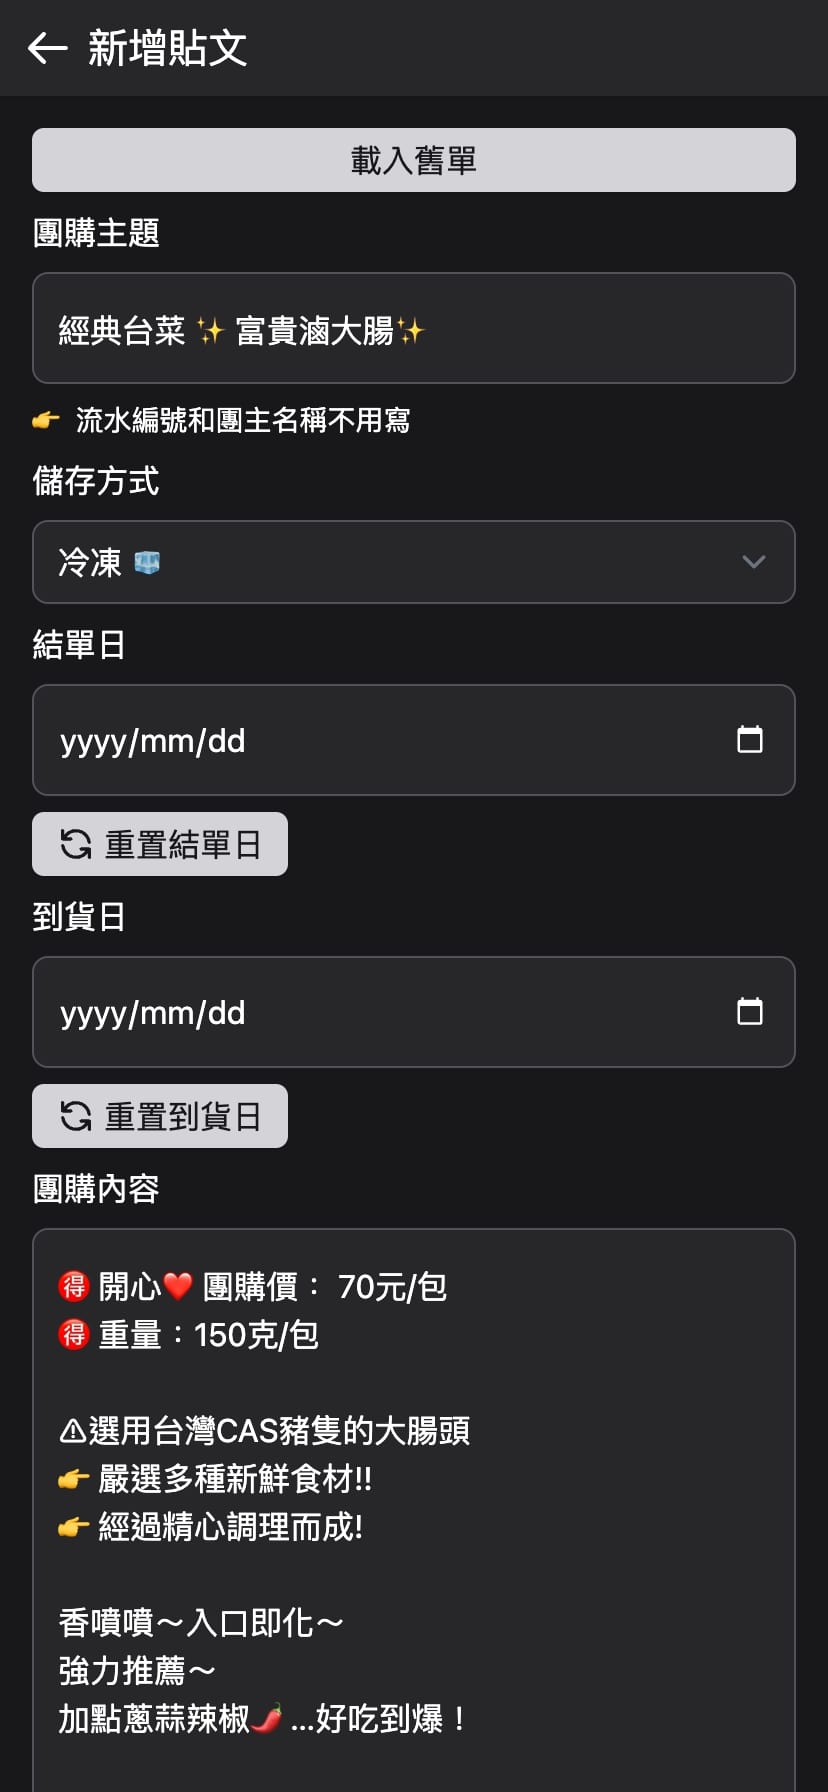 ← 新增貼文
載入舊單
團購主題
經典台菜 ✨ 富貴滷大腸✨
👉 流水編號和團主名稱不用寫
儲存方式
冷凍 🧊
結單日
yyyy/mm/dd
重置結單日
到貨日
yyyy/mm/dd
重置到貨日
團購內容
🉐 開心❤️ 團購價： 70元/包
🉐 重量：150克/包
⚠選用台灣CAS豬隻的大腸頭
👉 嚴選多種新鮮食材!!
👉 經過精心調理而成!
香噴噴～入口即化～
強力推薦～
加點蔥蒜辣椒🌶️ ...好吃到爆！